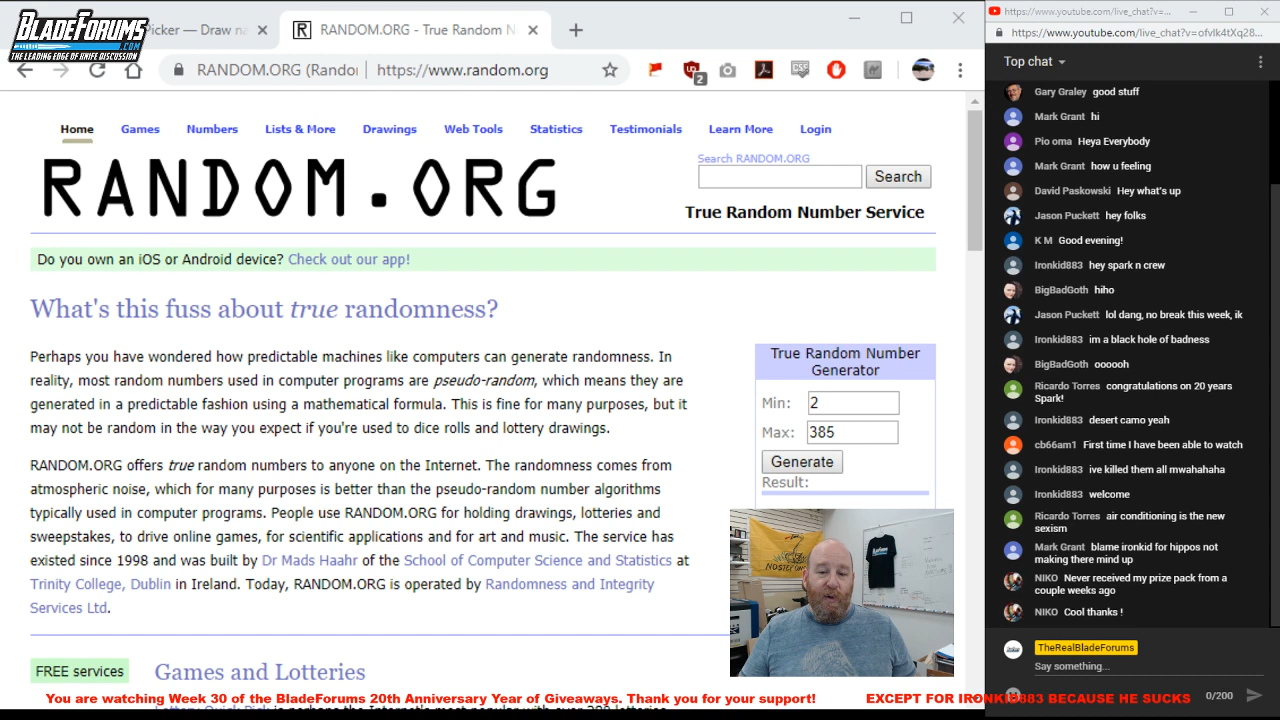 BladeForums
.COM
THE LEADING EDGE OF KNIFE DISCUSSION
Picker — Draw na
RANDOM.ORG - True Random N
RANDOM.ORG (Randor
https://www.random.org
2
Home Games Numbers Lists & More Drawings Web Tools Statistics Testimonials Learn More Login
RANDOM.ORG
Search RANDOM.ORG
Search
True Random Number Service
Do you own an iOS or Android device? Check out our app!
What's this fuss about true randomness?
Perhaps you have wondered how predictable machines like computers can generate randomness. In
reality, most random numbers used in computer programs are pseudo-random, which means they are
generated in a predictable fashion using a mathematical formula. This is fine for many purposes, but it
may not be random in the way you expect if you're used to dice rolls and lottery drawings.
RANDOM.ORG offers true random numbers to anyone on the Internet. The randomness comes from
atmospheric noise, which for many purposes is better than the pseudo-random number algorithms
typically used in computer programs. People use RANDOM.ORG for holding drawings, lotteries and
sweepstakes, to drive online games, for scientific applications and for art and music. The service has
existed since 1998 and was built by Dr Mads Haahr of the School of Computer Science and Statistics at
Trinity College, Dublin in Ireland. Today, RANDOM.ORG is operated by Randomness and Integrity
Services Ltd.
True Random Number
Generator
Min: 2
Max: 385
Generate
Result:
FREE services
Games and Lotteries
You are watching Week 30 of the BladeForums 20th Anniversary Year of Giveaways. Thank you for your support! EXCEPT FOR IRONKID883 BECAUSE HE SUCKS
https://www.youtube.com/live_chat?v=...
https://www.youtube.com/live_chat?v=ofvIk4tXq28...
Top chat
Gary Graley good stuff
Mark Grant hi
Pio oma Heya Everybody
Mark Grant how u feeling
David Paskowski Hey what's up
Jason Puckett hey folks
K M Good evening!
Ironkid883 hey spark n crew
BigBadGoth hiho
Jason Puckett lol dang, no break this week, ik
Ironkid883 im a black hole of badness
BigBadGoth oooooh
Ricardo Torres congratulations on 20 years
Spark!
Ironkid883 desert camo yeah
cb66am1 First time I have been able to watch
Ironkid883 ive killed them all mwahahaha
Ironkid883 welcome
Ricardo Torres air conditioning is the new
sexism
Mark Grant blame ironkid for hippos not
making there mind up
NIKO Never received my prize pack from a
couple weeks ago
NIKO Cool thanks !
TheRealBladeForums
Say something...
0/200